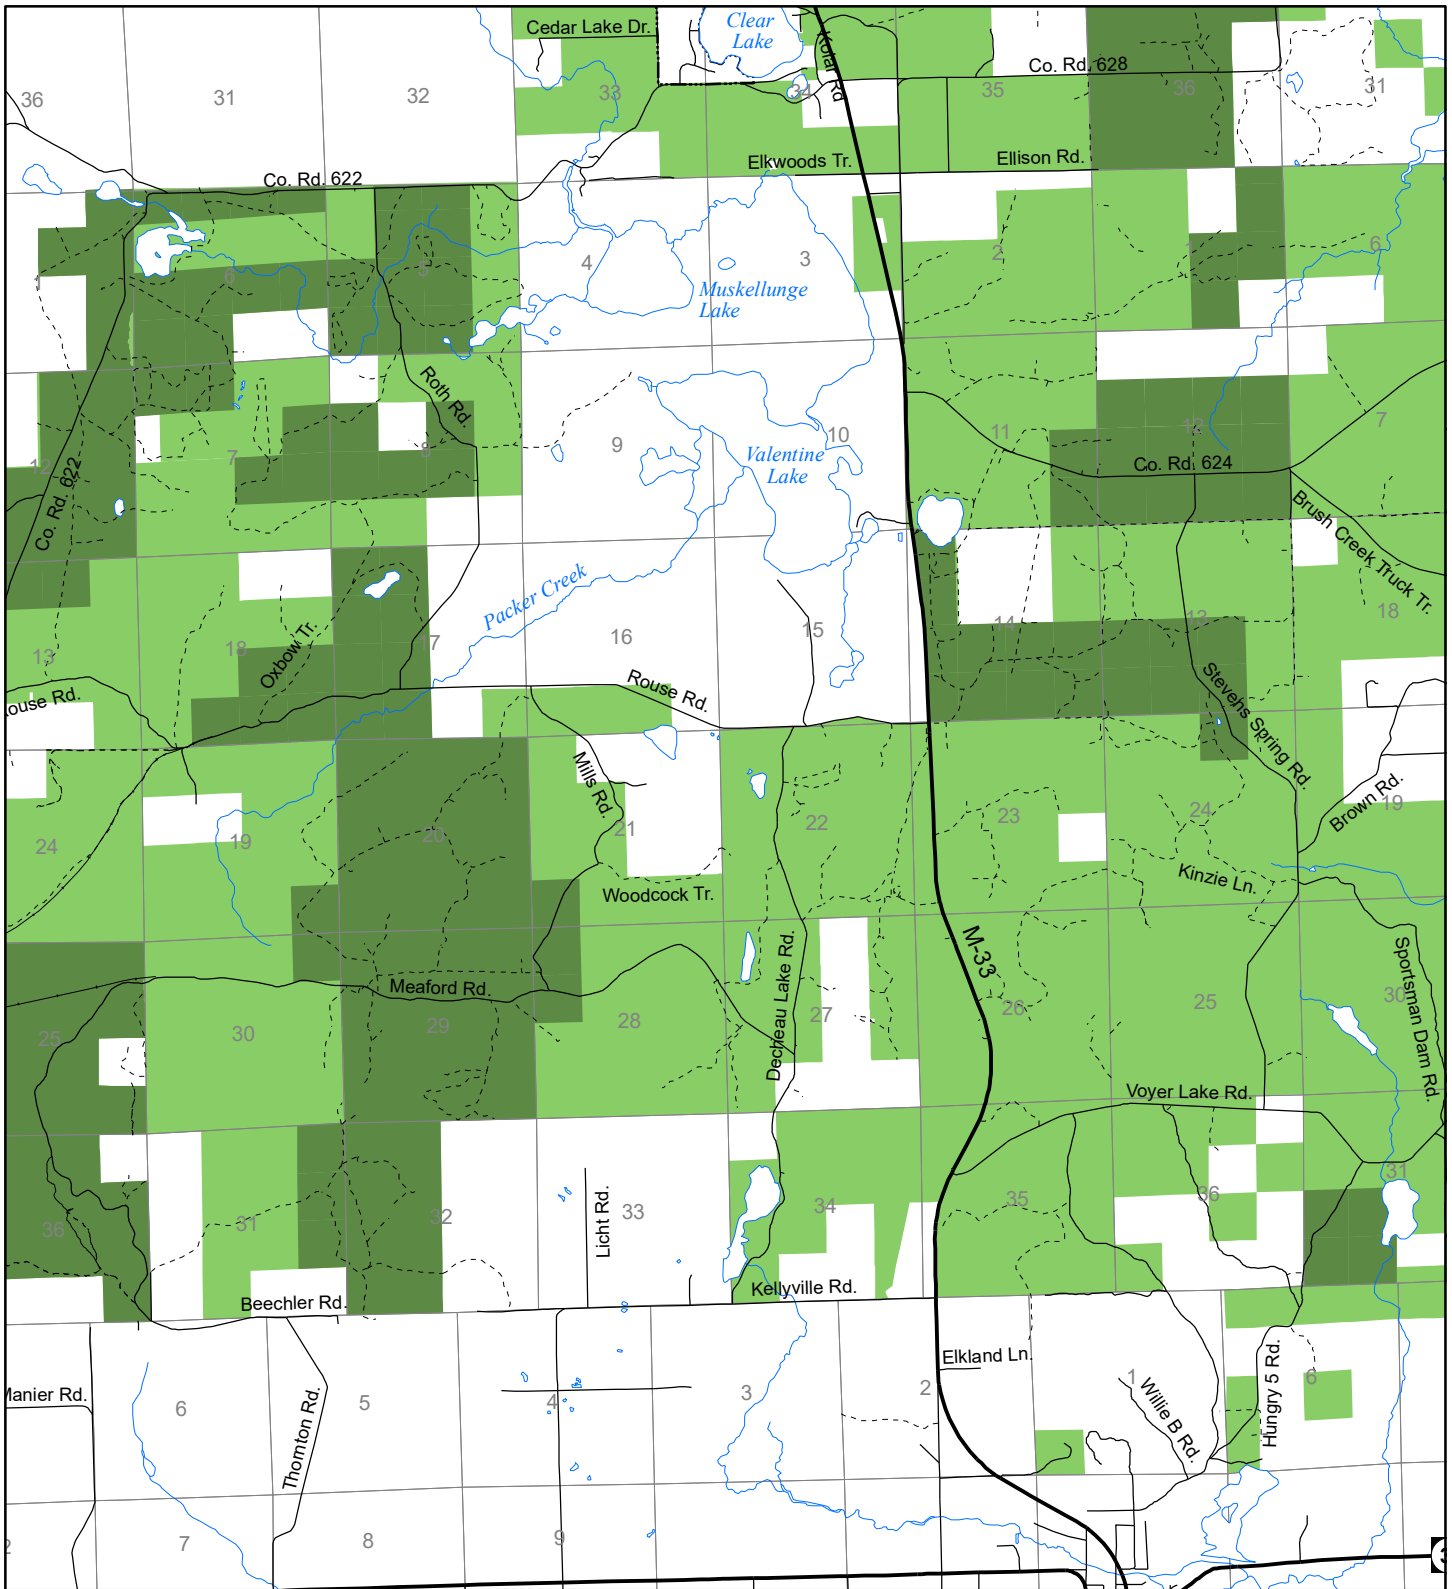 Cedar Lake Dr.
Clear
Lake
Kolar Rd
Co. Rd. 628
36
31
32
33
34
35
36
31
Elkwoods Tr.
Ellison Rd.
Co. Rd. 622
1
6
5
4
3
2
1
6
Muskellunge
Lake
Roth Rd.
12
7
8
9
10
11
12
7
Valentine
Lake
Co. Rd. 624
Co. Rd. 622
Brush Creek Truck Tr.
Packer Creek
13
18
17
16
15
14
13
18
Oxbow Tr.
Rouse Rd.
ouse Rd.
Stevens Spring Rd.
Mills Rd.
Brown Rd.
24
19
20
21
22
23
24
19
Woodcock Tr.
Kinzie Ln.
M-33
Decheau Lake Rd.
Sportsman Dam Rd.
Meaford Rd.
25
30
29
28
27
26
25
30
Voyer Lake Rd.
36
31
32
33
34
35
36
31
Licht Rd.
Kellyville Rd.
Beechler Rd.
Elkland Ln.
Hungry 5 Rd.
Manier Rd.
Thornton Rd.
Willie B Rd.
6
5
4
3
2
1
6
7
8
9